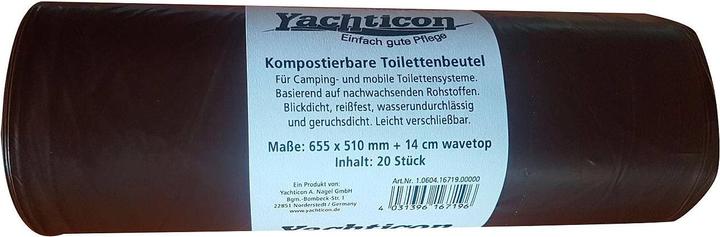 Yachticon
Einfach gute Pflege
Kompostierbare Toilettenbeutel
Für Camping- und mobile Toilettensysteme.
Basierend auf nachwachsenden Rohstoffen.
Blickdicht, reißfest, wasserundurchlässig
und geruchsdicht. Leicht verschließbar.
Maße: 655 x 510 mm + 14 cm wavetop
Inhalt: 20 Stück
Ein Produkt von:
Yachticon A. Nagel GmbH
Bgm.-Bombeck-Str. 1
22851 Norderstedt / Germany
www.yachticon.de
Art.Nr. 1.0604.16719.00000
4 031396 167196
Yachticon